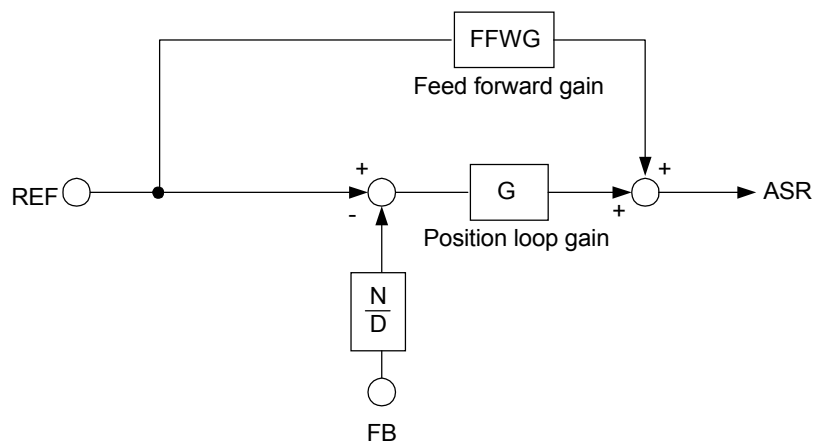 FFWG
Feed forward gain
+
+
REF
+
-
G
+
ASR
Position loop gain
N
D
FB